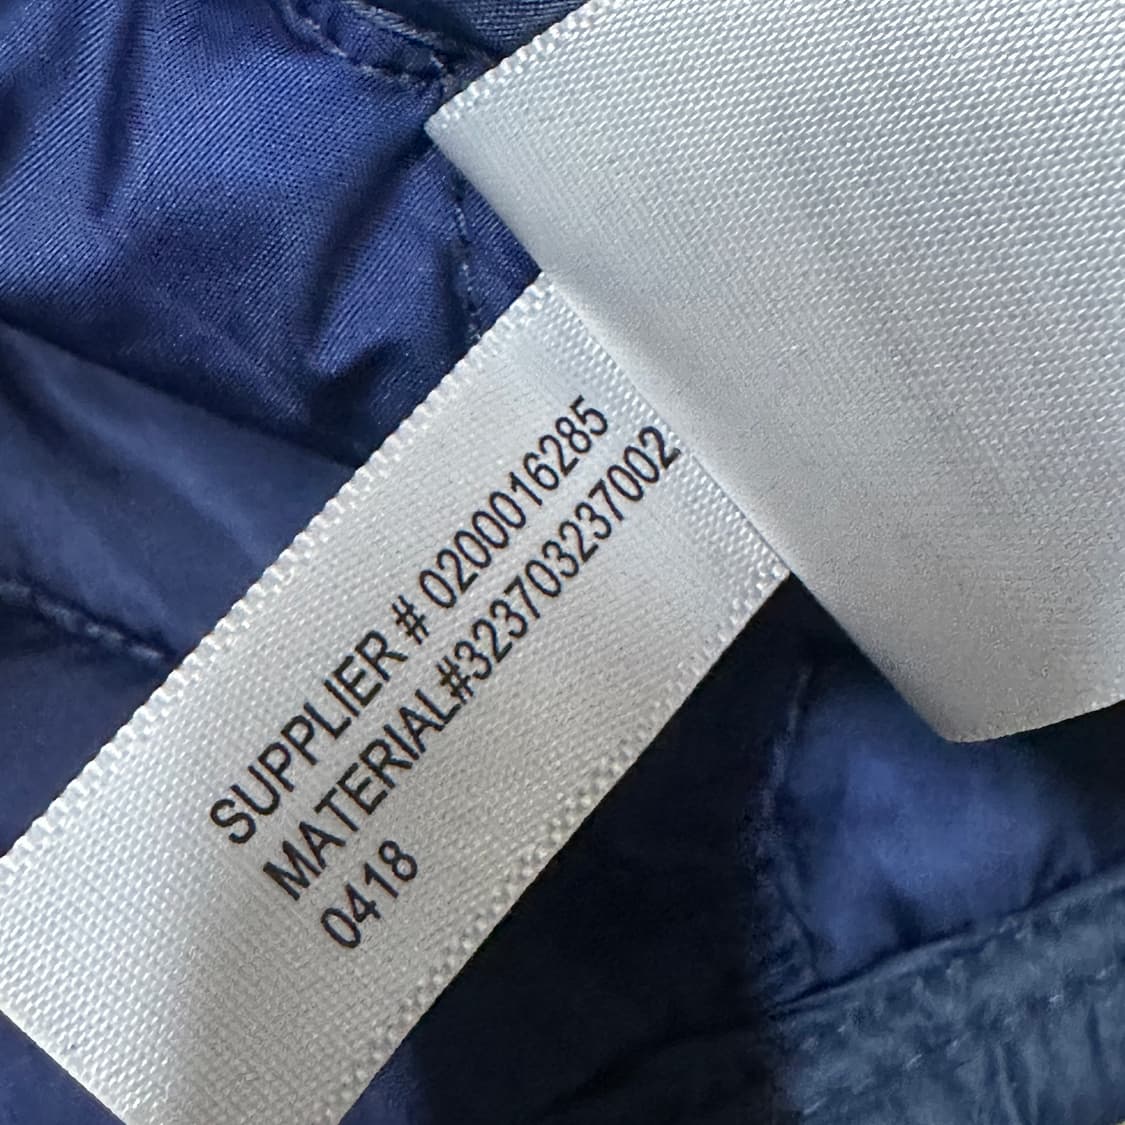 SUPPLIER # 0200016285
MATERIAL#323703237002
0418